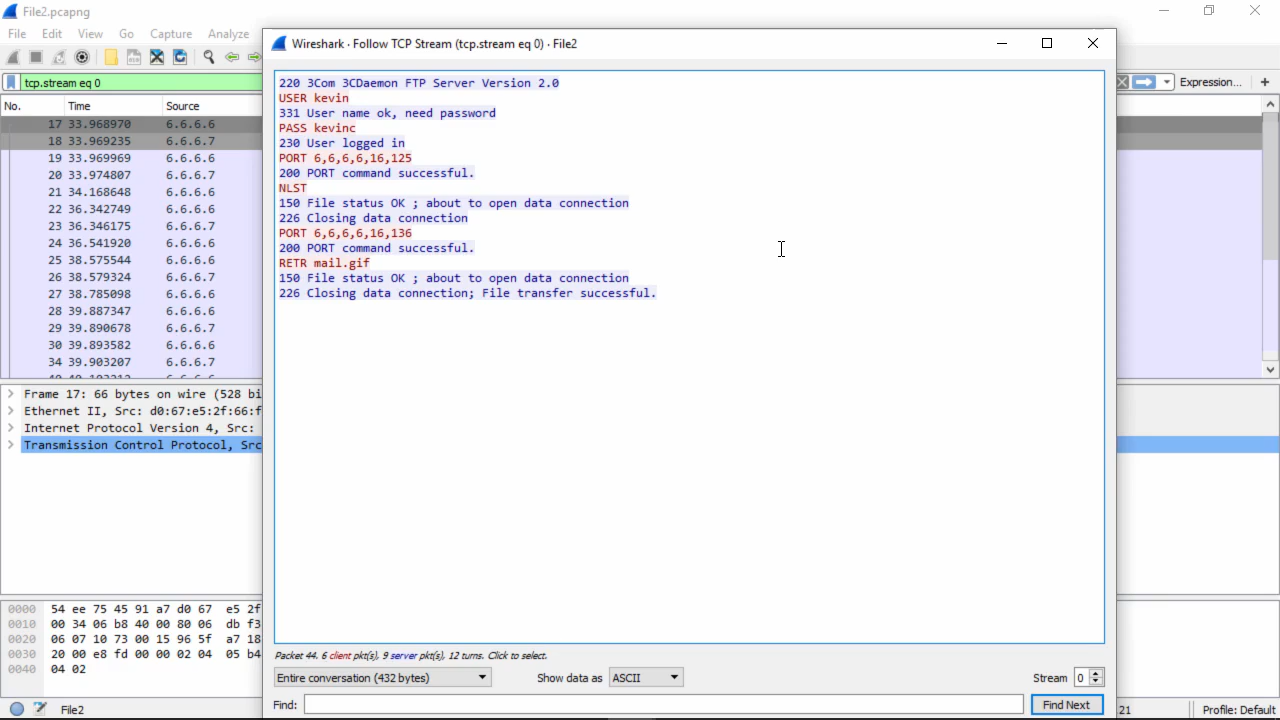 File2.pcapng
File Edit View Go Capture Analyze
Wireshark · Follow TCP Stream (tcp.stream eq 0) · File2
tcp.stream eq 0
Expression... +
No. Time Source
17 33.968970 6.6.6.6
18 33.969235 6.6.6.7
19 33.969969 6.6.6.6
20 33.974807 6.6.6.7
21 34.168648 6.6.6.6
22 36.342749 6.6.6.6
23 36.346175 6.6.6.7
24 36.541920 6.6.6.6
25 38.575544 6.6.6.6
26 38.579324 6.6.6.7
27 38.785098 6.6.6.6
28 39.887347 6.6.6.6
29 39.890678 6.6.6.7
30 39.893582 6.6.6.6
34 39.903207 6.6.6.7
220 3Com 3CDaemon FTP Server Version 2.0
USER kevin
331 User name ok, need password
PASS kevinc
230 User logged in
PORT 6,6,6,6,16,125
200 PORT command successful.
NLST
150 File status OK ; about to open data connection
226 Closing data connection
PORT 6,6,6,6,16,136
200 PORT command successful.
RETR mail.gif
150 File status OK ; about to open data connection
226 Closing data connection; File transfer successful.
Frame 17: 66 bytes on wire (528 bi
Ethernet II, Src: d0:67:e5:2f:66:f
Internet Protocol Version 4, Src:
Transmission Control Protocol, Src
0000 54 ee 75 45 91 a7 d0 67 e5 2f
0010 00 34 06 b8 40 00 80 06 db f3
0020 06 07 10 73 00 15 96 5f a7 18
0030 20 00 e8 fd 00 00 02 04 05 b4
0040 04 02
Packet 44. 6 client pkt(s), 9 server pkt(s), 12 turns. Click to select.
Entire conversation (432 bytes) Show data as ASCII Stream 0
Find: Find Next
File2
21 Profile: Default